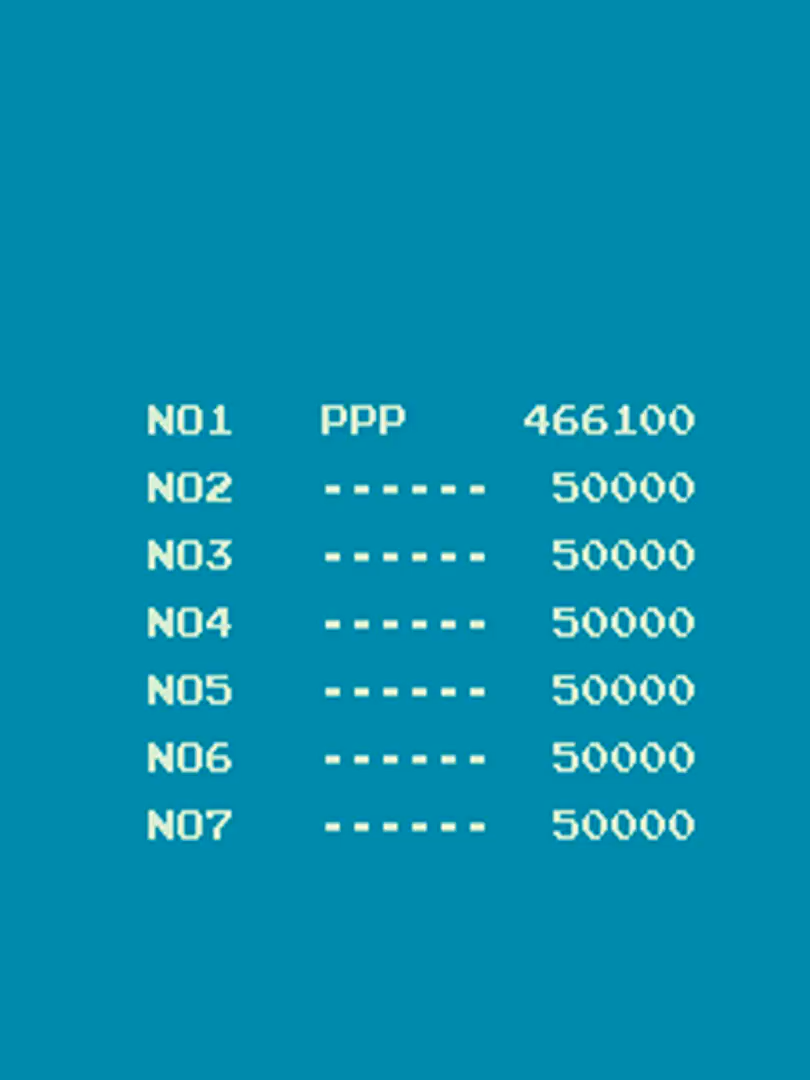 NO1 PPP 466100
NO2 ------ 50000
NO3 ------ 50000
NO4 ------ 50000
NO5 ------ 50000
NO6 ------ 50000
NO7 ------ 50000